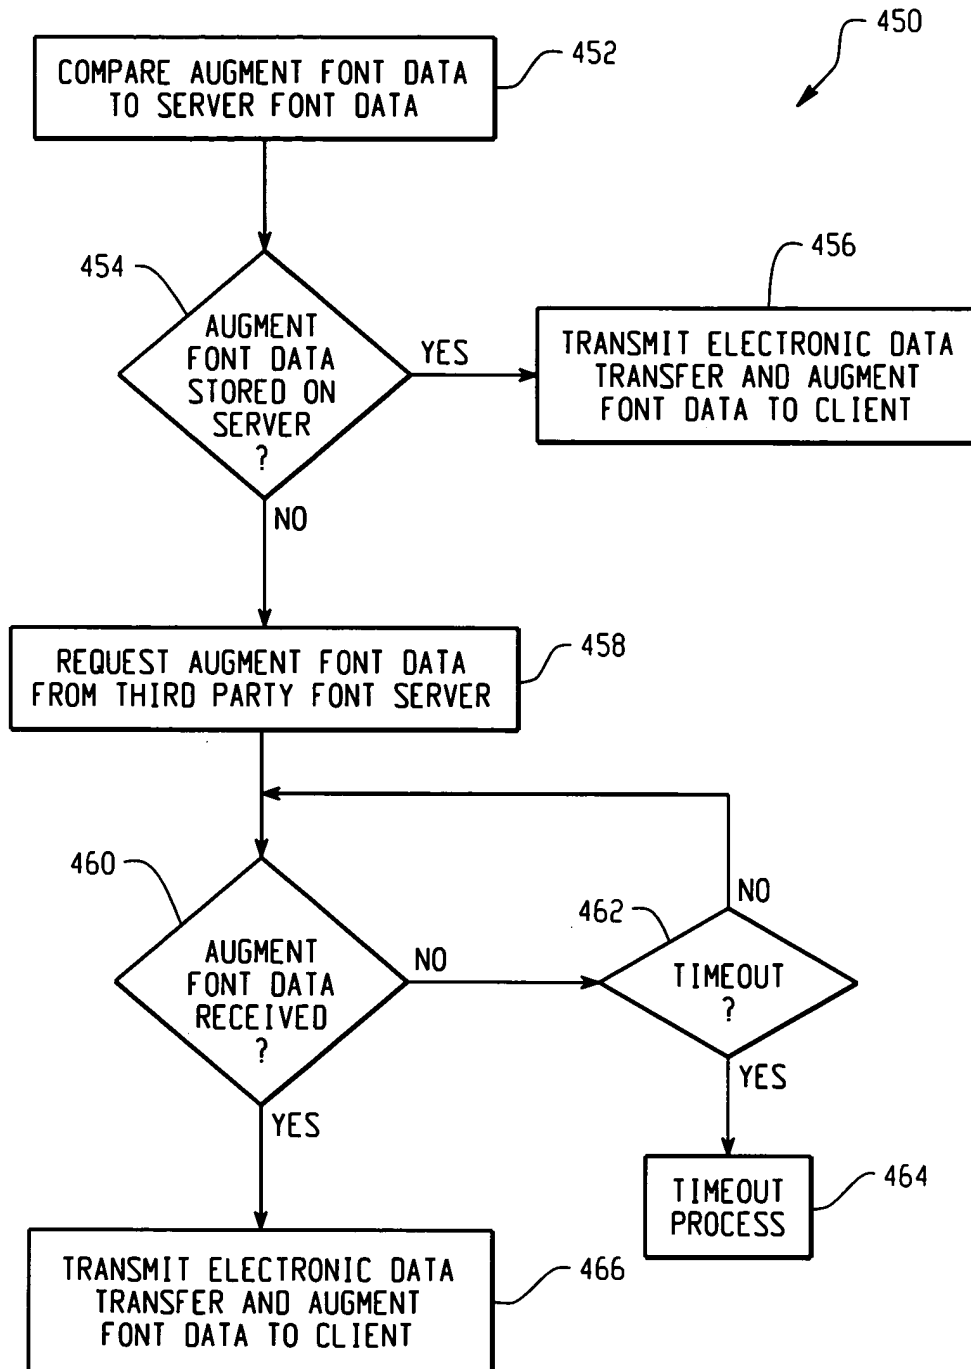 450
COMPARE AUGMENT FONT DATA
TO SERVER FONT DATA
452
454
AUGMENT
FONT DATA
STORED ON
SERVER
?
YES
456
TRANSMIT ELECTRONIC DATA
TRANSFER AND AUGMENT
FONT DATA TO CLIENT
NO
REQUEST AUGMENT FONT DATA
FROM THIRD PARTY FONT SERVER
458
460
AUGMENT
FONT DATA
RECEIVED
?
NO
462
NO
TIMEOUT
?
YES
YES
TIMEOUT
PROCESS
464
TRANSMIT ELECTRONIC DATA
TRANSFER AND AUGMENT
FONT DATA TO CLIENT
466